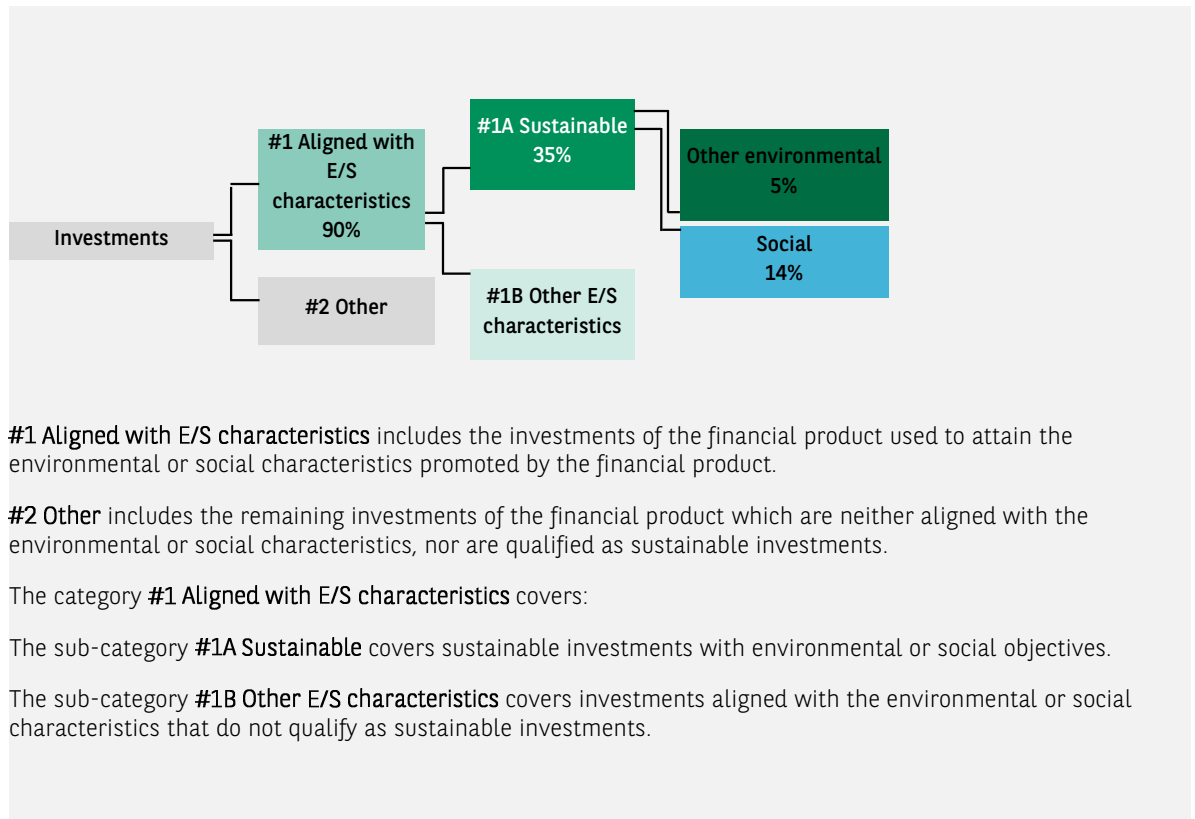 #1A Sustainable
35%
#1 Aligned with
E/S
characteristics
90%
Other environmental
5%
Investments
Social
14%
#2 Other
#1B Other E/S
characteristics
#1 Aligned with E/S characteristics includes the investments of the financial product used to attain the
environmental or social characteristics promoted by the financial product.
#2 Other includes the remaining investments of the financial product which are neither aligned with the
environmental or social characteristics, nor are qualified as sustainable investments.
The category #1 Aligned with E/S characteristics covers:
The sub-category #1A Sustainable covers sustainable investments with environmental or social objectives.
The sub-category #1B Other E/S characteristics covers investments aligned with the environmental or social
characteristics that do not qualify as sustainable investments.